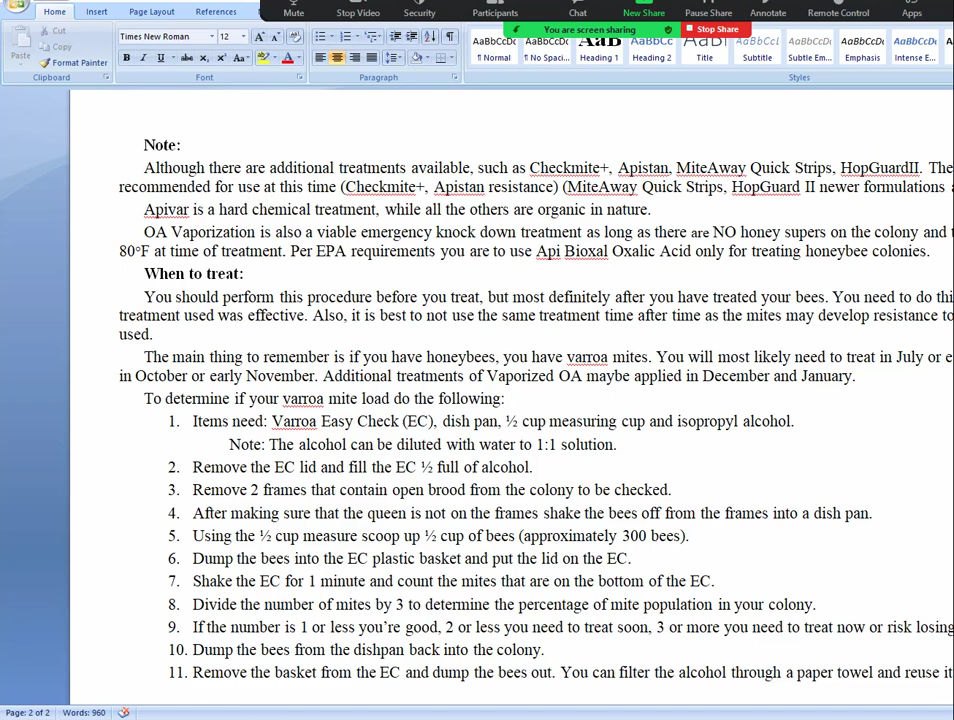 Home Insert Page Layout References
Mute Stop Video Security Participants Chat New Share Pause Share Annotate Remote Control Apps
You are screen sharing Stop Share
Cut
Copy
Paste
Format Painter
Clipboard
Times New Roman 12
Font
Paragraph
AaBbCcDc AaBbCcDc AaB AaBbCc AaBbl AaBbCcL AaBbCcDc AaBbCcDc AaBbCcDc
¶ Normal ¶ No Spaci... Heading 1 Heading 2 Title Subtitle Subtle Em... Emphasis Intense E...
Styles
Note:
Although there are additional treatments available, such as Checkmite+, Apistan, MiteAway Quick Strips, HopGuardII. The
recommended for use at this time (Checkmite+, Apistan resistance) (MiteAway Quick Strips, HopGuard II newer formulations a
Apivar is a hard chemical treatment, while all the others are organic in nature.
OA Vaporization is also a viable emergency knock down treatment as long as there are NO honey supers on the colony and t
80°F at time of treatment. Per EPA requirements you are to use Api Bioxal Oxalic Acid only for treating honeybee colonies.
When to treat:
You should perform this procedure before you treat, but most definitely after you have treated your bees. You need to do thi
treatment used was effective. Also, it is best to not use the same treatment time after time as the mites may develop resistance to
used.
The main thing to remember is if you have honeybees, you have varroa mites. You will most likely need to treat in July or e
in October or early November. Additional treatments of Vaporized OA maybe applied in December and January.
To determine if your varroa mite load do the following:
1. Items need: Varroa Easy Check (EC), dish pan, ½ cup measuring cup and isopropyl alcohol.
Note: The alcohol can be diluted with water to 1:1 solution.
2. Remove the EC lid and fill the EC ½ full of alcohol.
3. Remove 2 frames that contain open brood from the colony to be checked.
4. After making sure that the queen is not on the frames shake the bees off from the frames into a dish pan.
5. Using the ½ cup measure scoop up ½ cup of bees (approximately 300 bees).
6. Dump the bees into the EC plastic basket and put the lid on the EC.
7. Shake the EC for 1 minute and count the mites that are on the bottom of the EC.
8. Divide the number of mites by 3 to determine the percentage of mite population in your colony.
9. If the number is 1 or less you're good, 2 or less you need to treat soon, 3 or more you need to treat now or risk losing
10. Dump the bees from the dishpan back into the colony.
11. Remove the basket from the EC and dump the bees out. You can filter the alcohol through a paper towel and reuse it
Page: 2 of 2 Words: 960